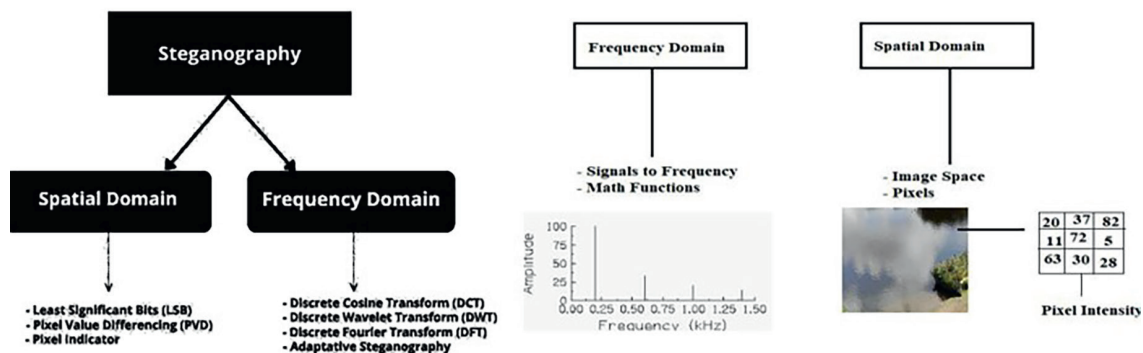 Steganography
Spatial Domain
Frequency Domain
- Least Significant Bits (LSB)
- Pixel Value Differencing (PVD)
- Pixel Indicator
- Discrete Cosine Transform (DCT)
- Discrete Wavelet Transform (DWT)
- Discrete Fourier Transform (DFT)
- Adaptative Steganography
Frequency Domain
- Signals to Frequency
- Math Functions
Amplitude
100
75
50
25
0
0.00 0.25 0.50 0.75 1.00 1.25 1.50
Frequency (kHz)
Spatial Domain
- Image Space
- Pixels
20 37 82
11 72 5
63 30 28
Pixel Intensity